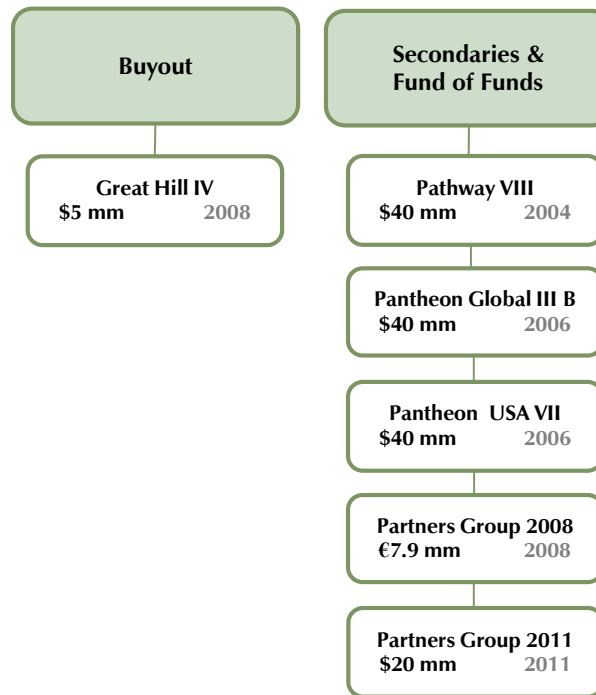 Buyout
Great Hill IV
$5 mm 2008
Secondaries &
Fund of Funds
Pathway VIII
$40 mm 2004
Pantheon Global III B
$40 mm 2006
Pantheon USA VII
$40 mm 2006
Partners Group 2008
€7.9 mm 2008
Partners Group 2011
$20 mm 2011